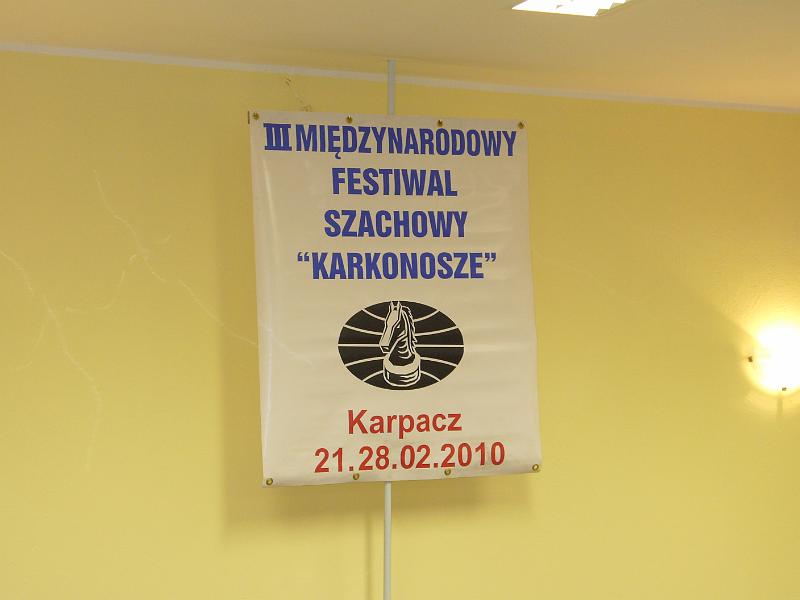 III MIĘDZYNARODOWY
FESTIWAL
SZACHOWY
“KARKONOSZE”
Karpacz
21.28.02.2010